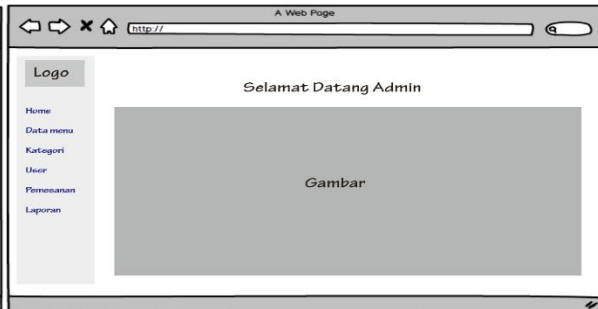 A Web Page
http://
Logo
Home
Data menu
Kategori
User
Pemesanan
Laporan
Selamat Datang Admin
Gambar